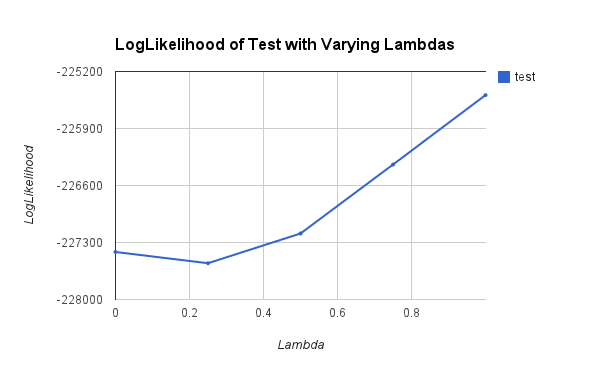 LogLikelihood of Test with Varying Lambdas
test
LogLikelihood
-225200
-225900
-226600
-227300
-228000
0
0.2
0.4
0.6
0.8
Lambda